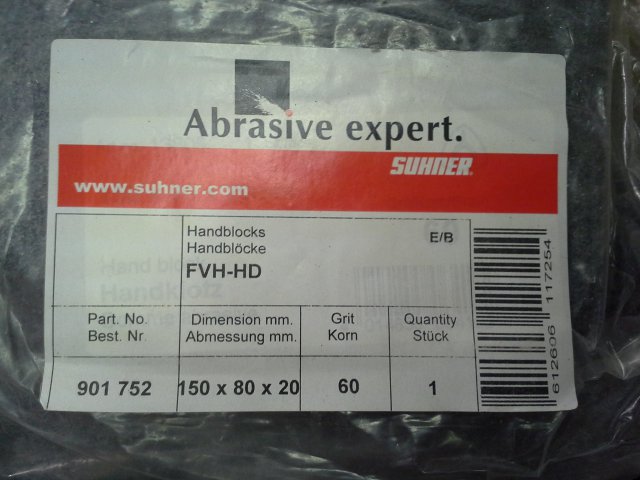 Abrasive expert.
SUHNER
www.suhner.com
Handblocks
Handblöcke
E/B
FVH-HD
Part. No.
Best. Nr.
Dimension mm.
Abmessung mm.
Grit
Korn
Quantity
Stück
901 752
150 x 80 x 20
60
1
612606 117254